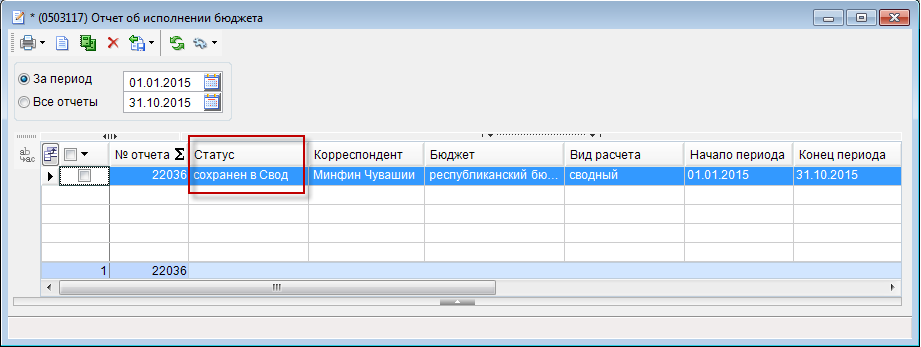 * (0503117) Отчет об исполнении бюджета
За период 01.01.2015
Все отчеты 31.10.2015
№ отчета Σ Статус Корреспондент Бюджет Вид расчета Начало периода Конец периода
22036 сохранен в Свод Минфин Чувашии республиканский бю... сводный 01.01.2015 31.10.2015
1 22036
ab
ac